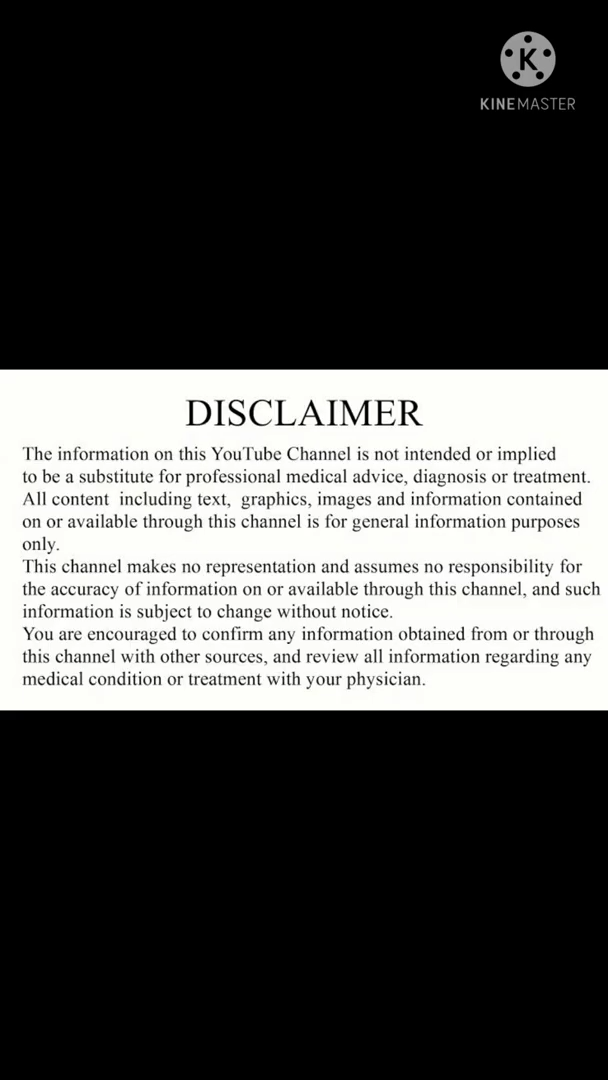 K
KINEMASTER
DISCLAIMER
The information on this YouTube Channel is not intended or implied
to be a substitute for professional medical advice, diagnosis or treatment.
All content  including text,  graphics, images and information contained
on or available through this channel is for general information purposes
only.
This channel makes no representation and assumes no responsibility for
the accuracy of information on or available through this channel, and such
information is subject to change without notice.
You are encouraged to confirm any information obtained from or through
this channel with other sources, and review all information regarding any
medical condition or treatment with your physician.